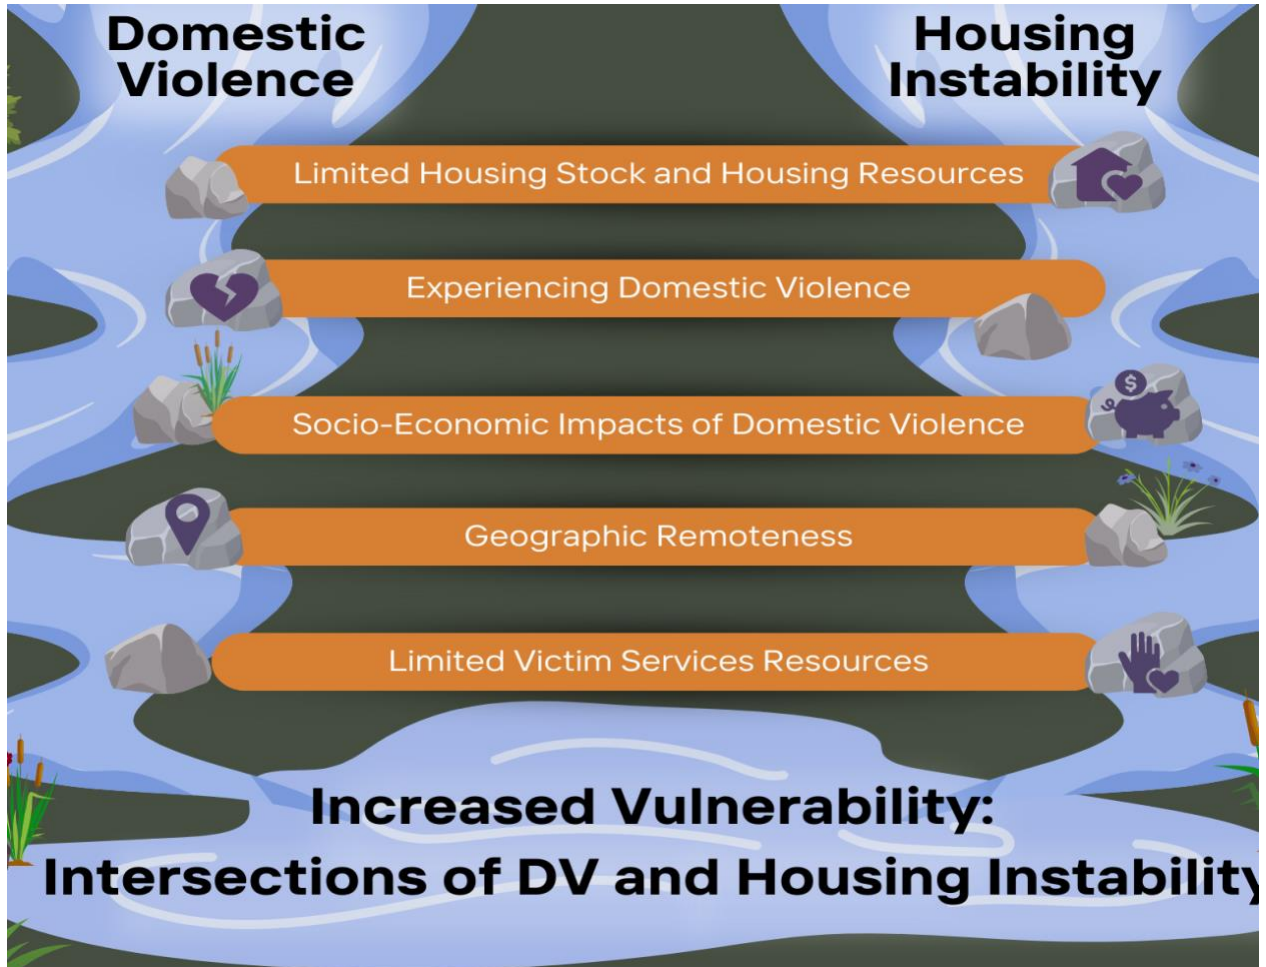 Domestic
Violence
Housing
Instability
Limited Housing Stock and Housing Resources
Experiencing Domestic Violence
Socio-Economic Impacts of Domestic Violence
Geographic Remoteness
Limited Victim Services Resources
Increased Vulnerability:
Intersections of DV and Housing Instability
$